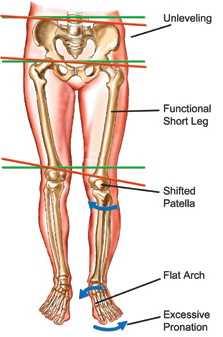 Unleveling
Functional
Short Leg
Shifted
Patella
Flat Arch
Excessive
Pronation